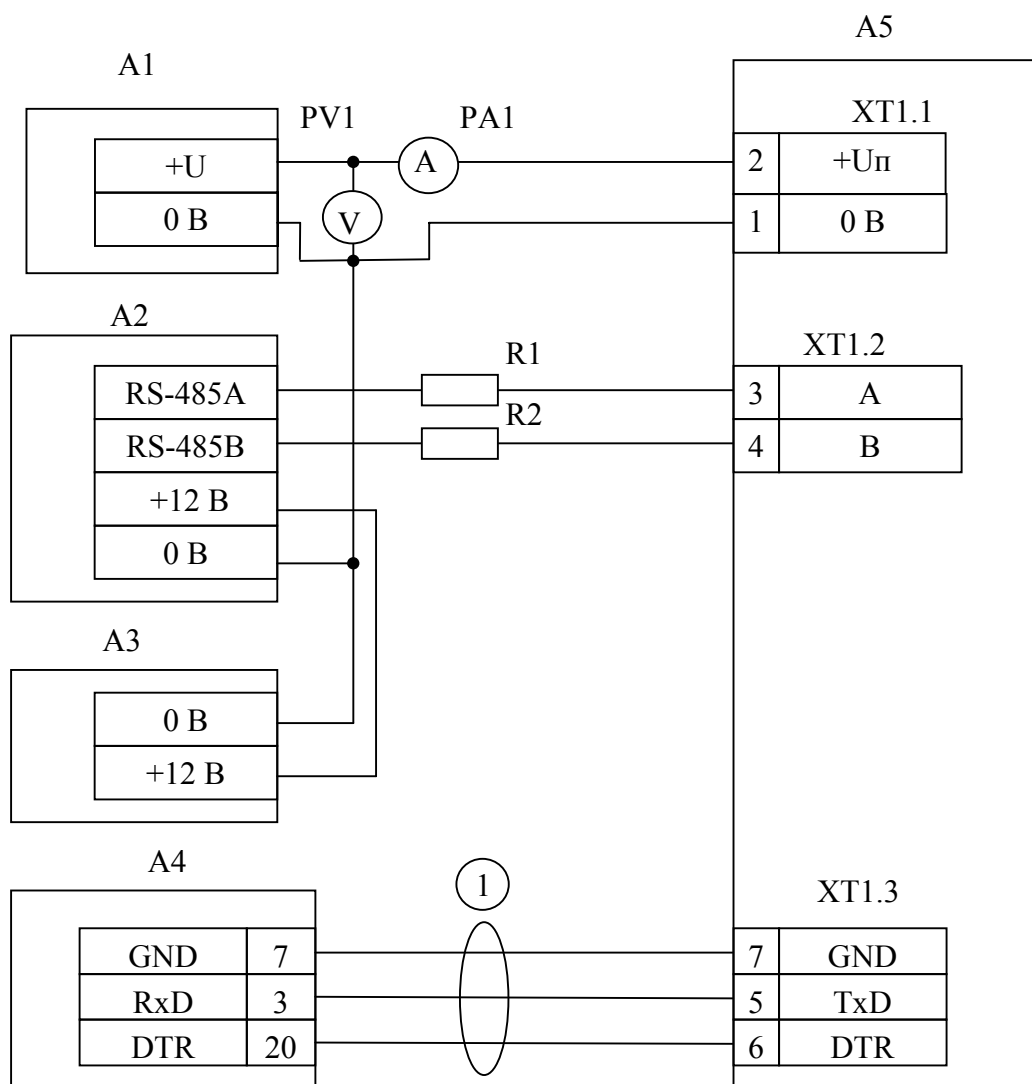 A5
A1
PV1
PA1
XT1.1
+U
A
2
+Uп
0 В
V
1
0 В
A2
R1
XT1.2
RS-485A
3
A
R2
RS-485B
4
B
+12 В
0 В
A3
0 В
+12 В
A4
1
XT1.3
GND
7
7
GND
RxD
3
5
TxD
DTR
20
6
DTR